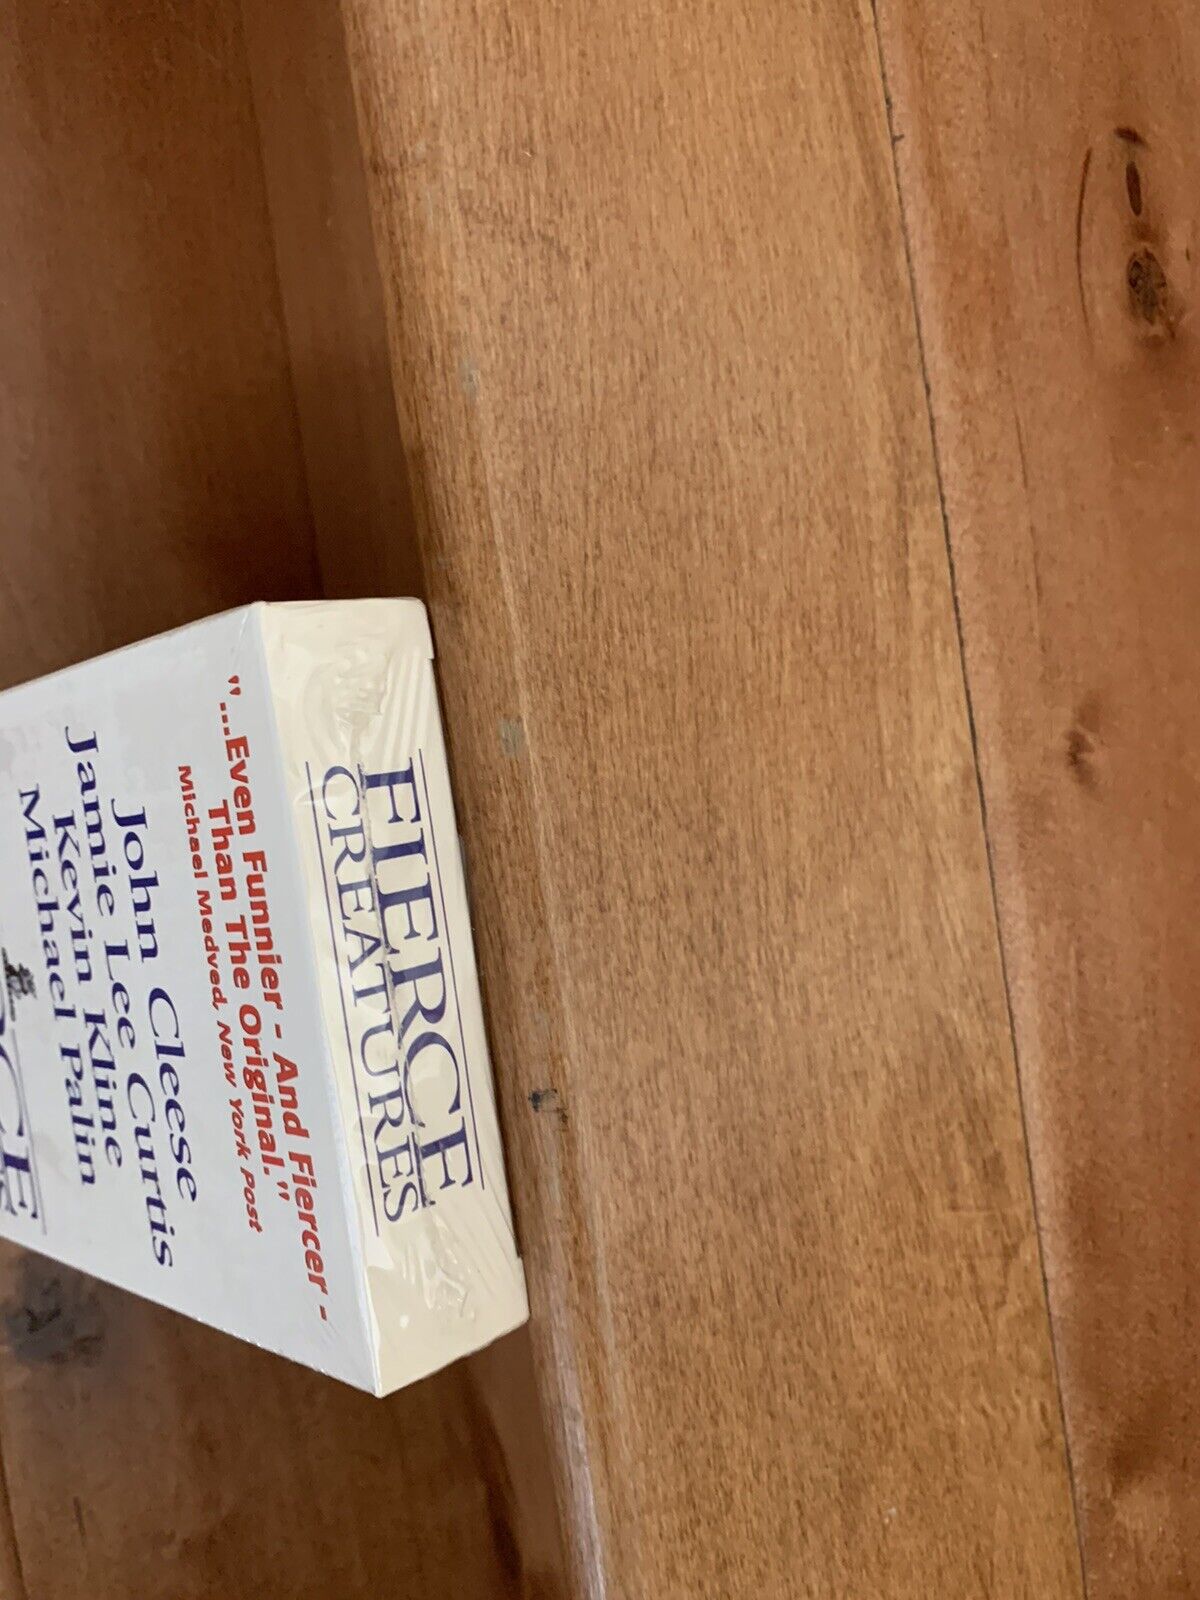 FIERCE
CREATURES
"...Even Funnier - And Fiercer -
Than The Original."
Michael Medved, New York Post
John Cleese
Jamie Lee Curtis
Kevin Kline
Michael Palin